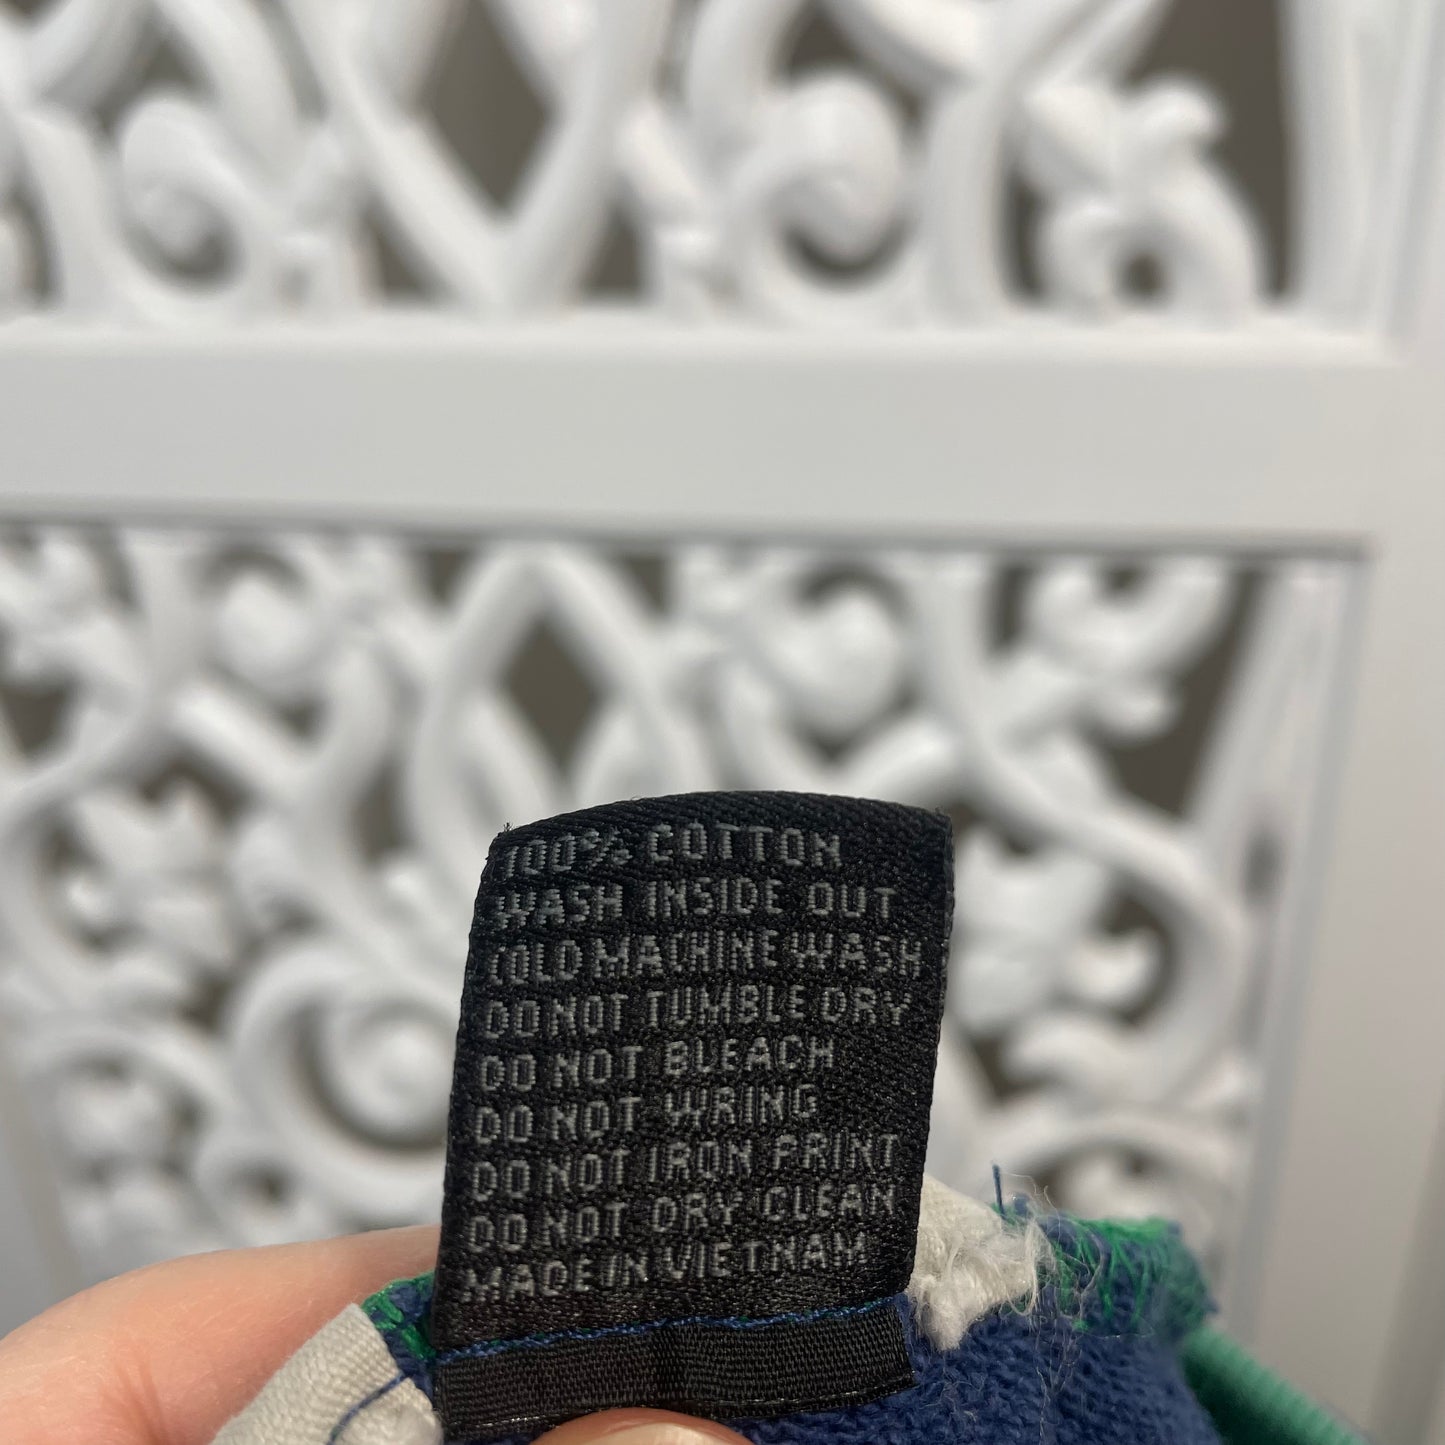 100% COTTON
WASH INSIDE OUT
COLD MACHINE WASH
DO NOT TUMBLE DRY
DO NOT BLEACH
DO NOT WRING
DO NOT IRON PRINT
DO NOT DRY CLEAN
MADE IN VIETNAM